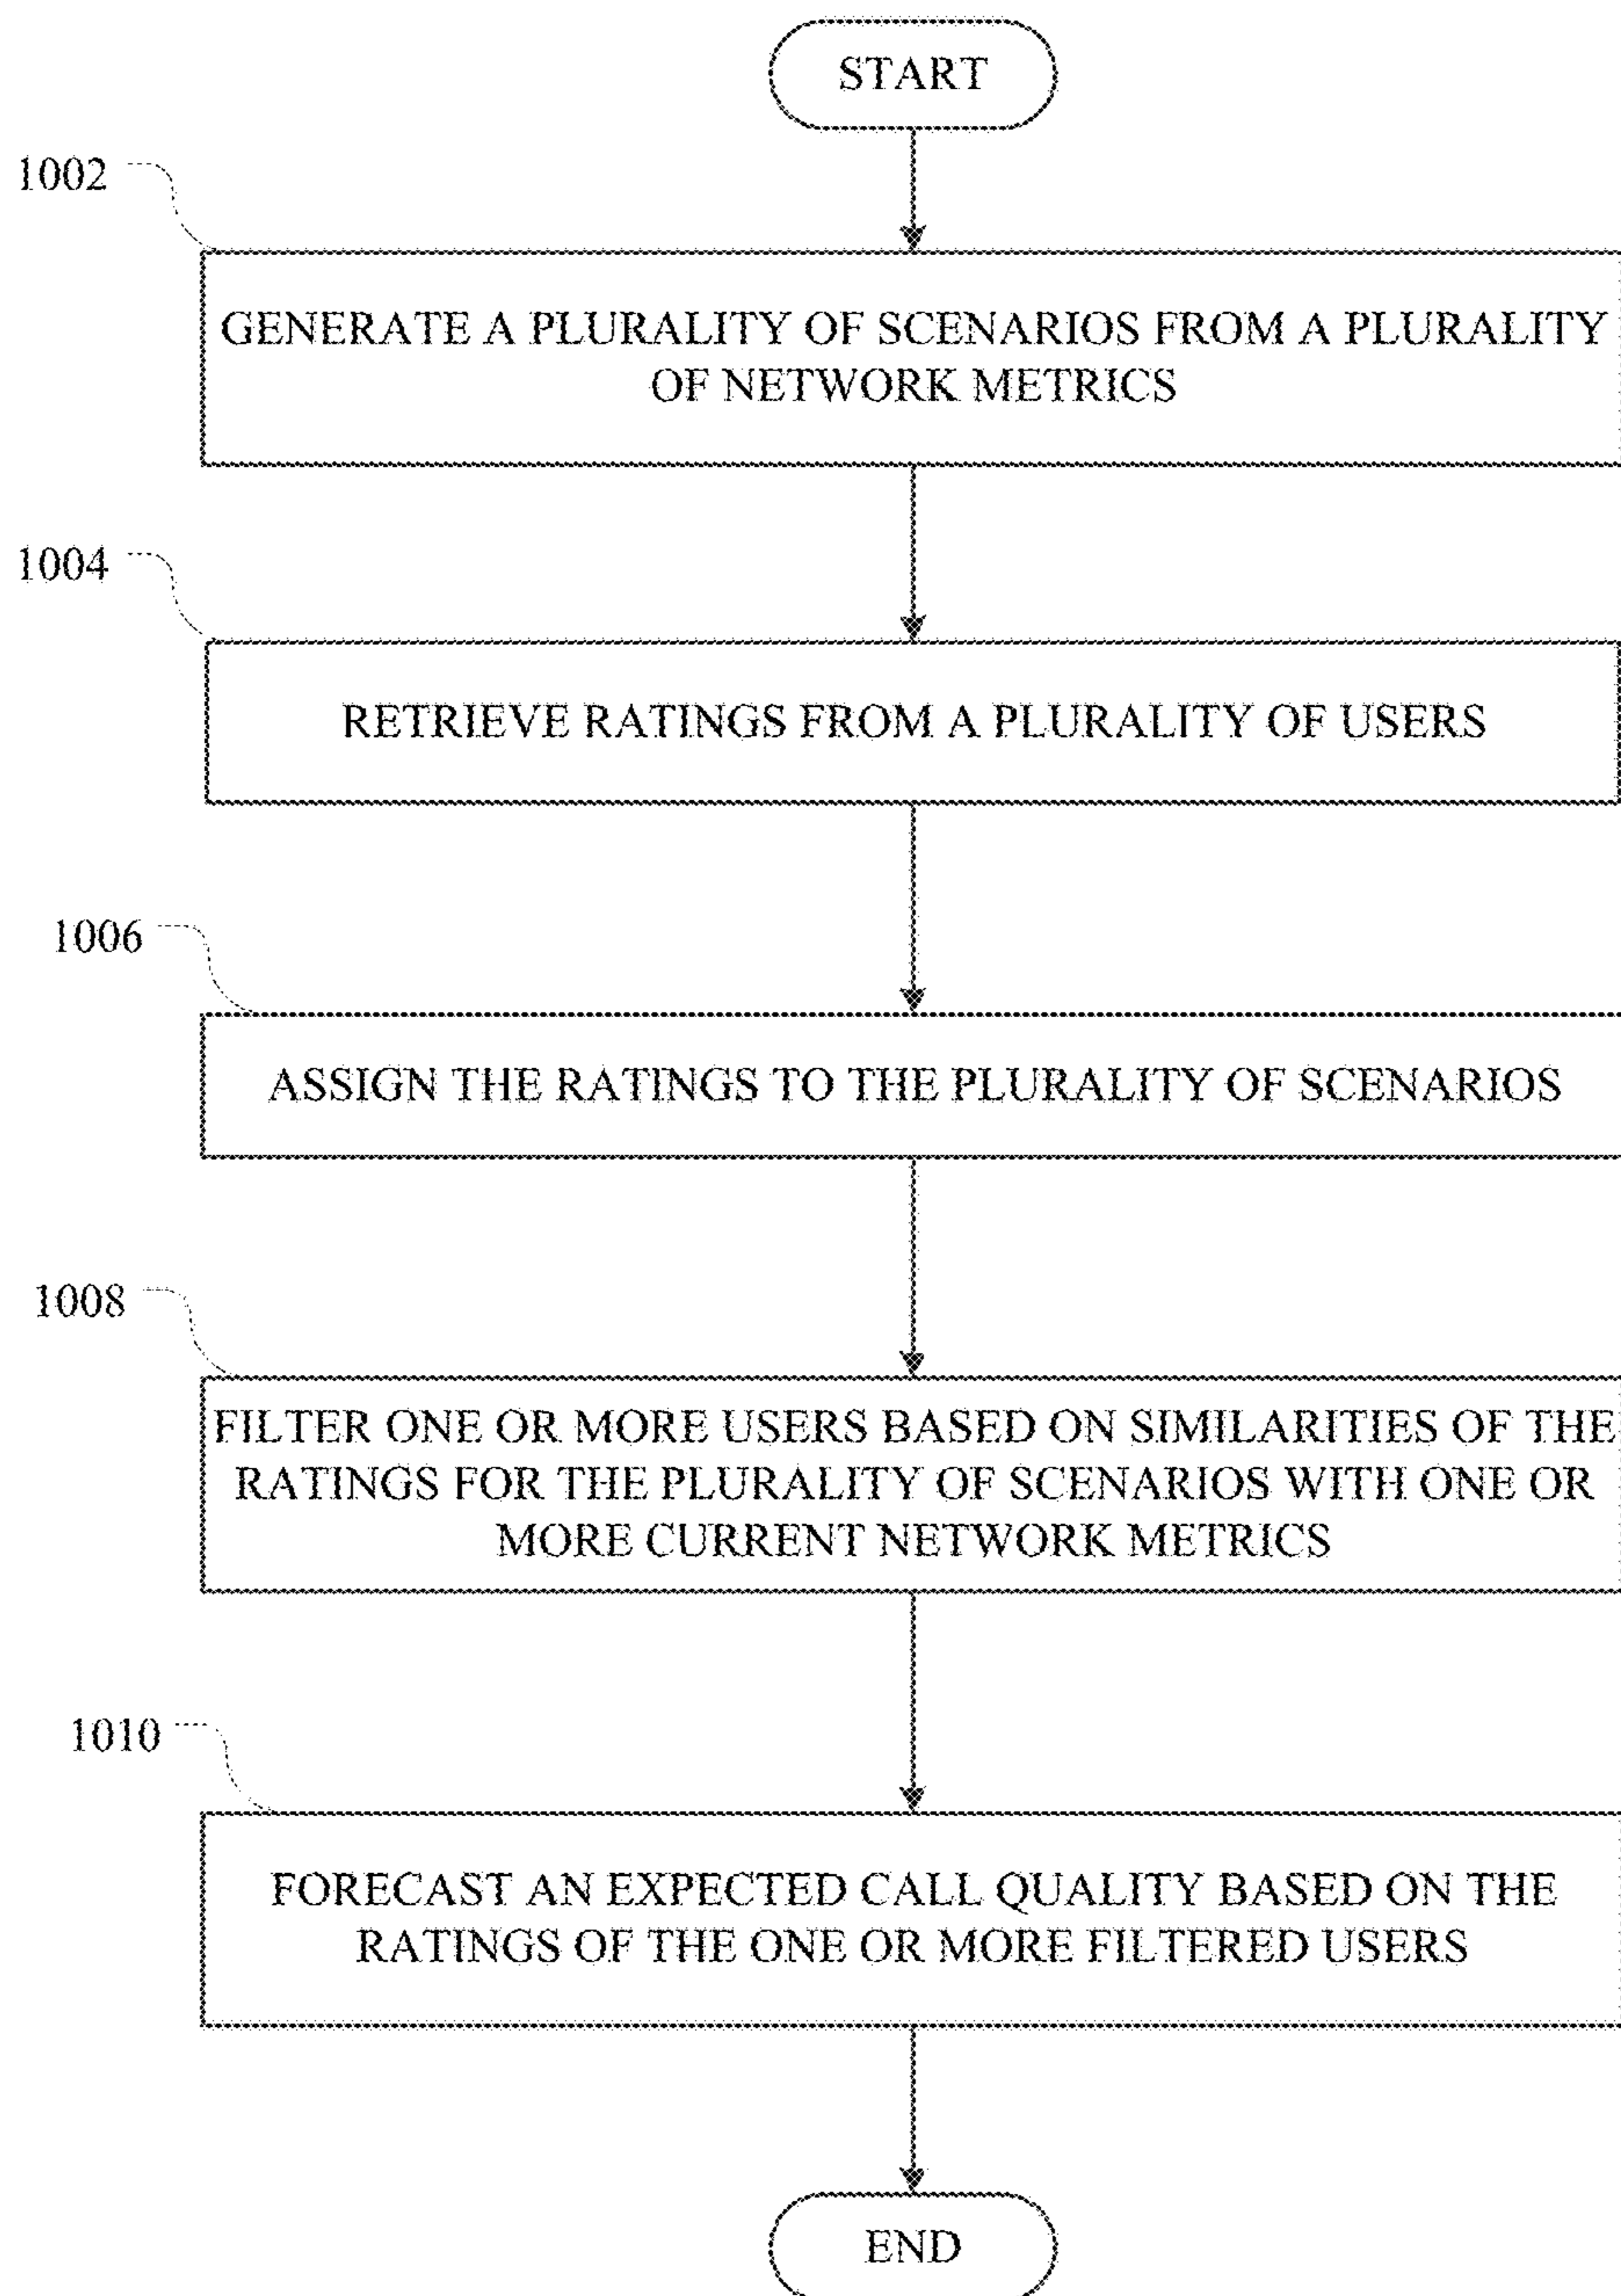 START
1002
GENERATE A PLURALITY OF SCENARIOS FROM A PLURALITY
OF NETWORK METRICS
1004
RETRIEVE RATINGS FROM A PLURALITY OF USERS
1006
ASSIGN THE RATINGS TO THE PLURALITY OF SCENARIOS
1008
FILTER ONE OR MORE USERS BASED ON SIMILARITIES OF THE
RATINGS FOR THE PLURALITY OF SCENARIOS WITH ONE OR
MORE CURRENT NETWORK METRICS
1010
FORECAST AN EXPECTED CALL QUALITY BASED ON THE
RATINGS OF THE ONE OR MORE FILTERED USERS
END